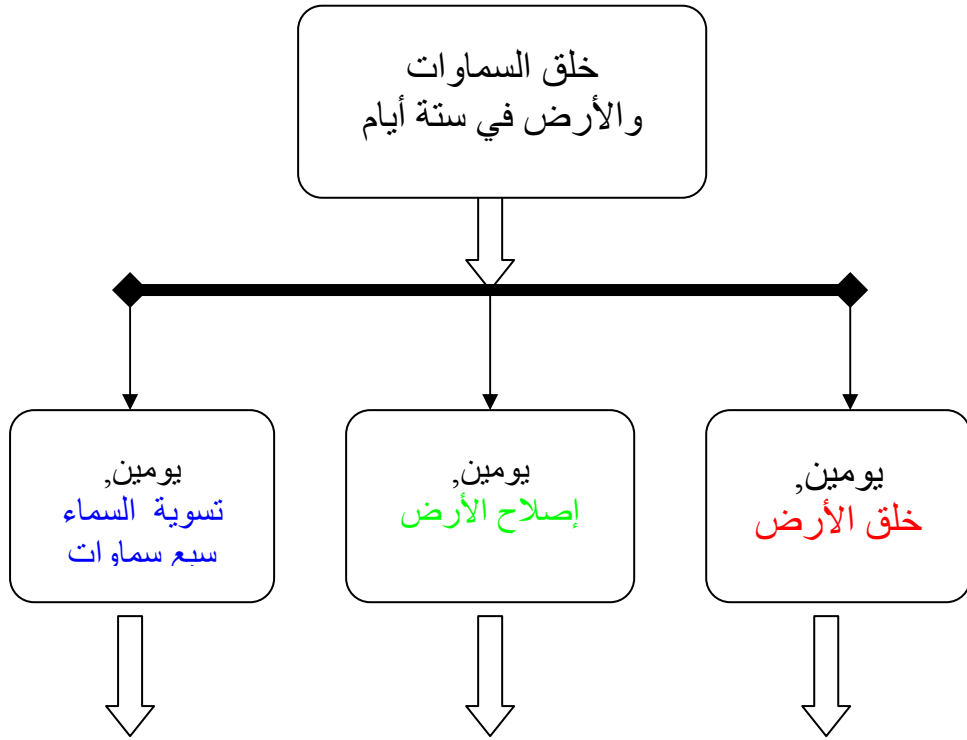 خلق السماوات
والأرض في ستة أيام
يومين,
خلق الأرض
يومين,
إصلاح الأرض
يومين,
تسوية السماء
سبع سماوات